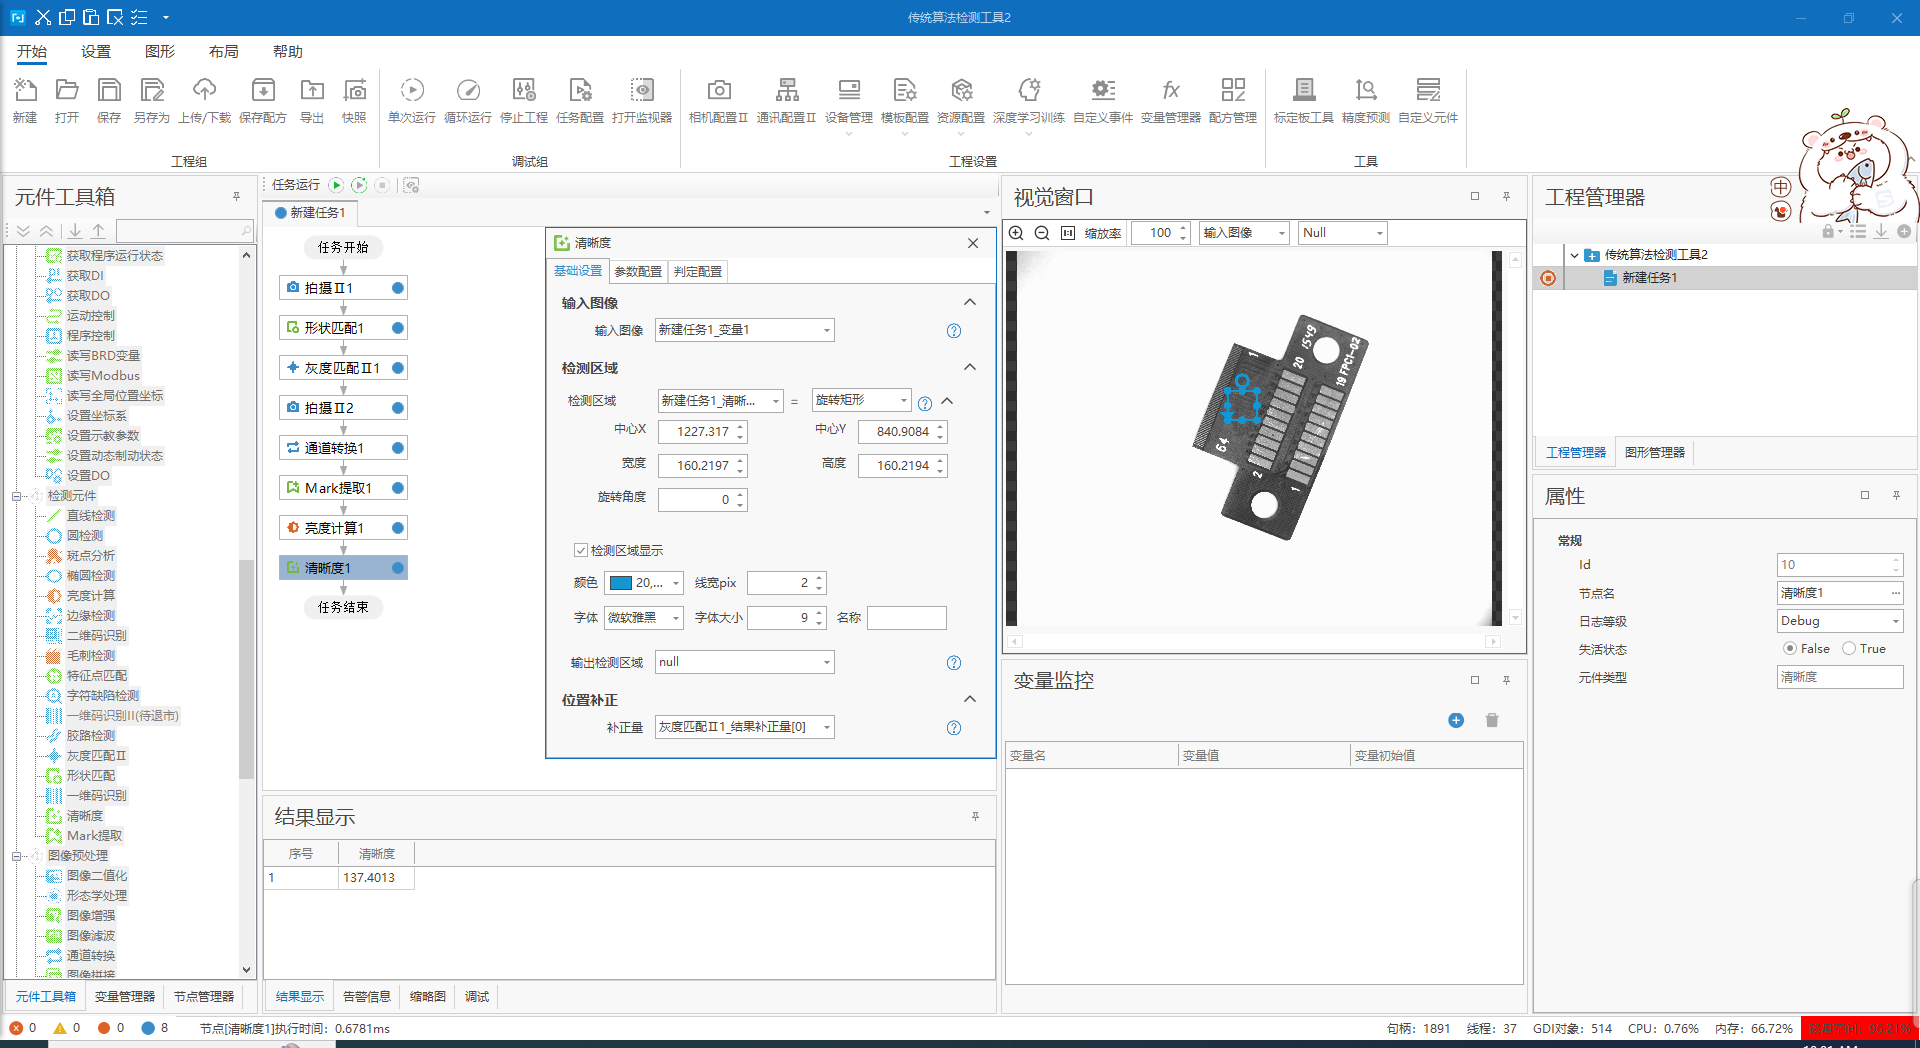 传统算法检测工具2
开始 设置 图形 布局 帮助
新建 打开 保存 另存为 上传/下载 保存配方 导出 快照 单次运行 循环运行 停止工程 任务配置 打开监视器 相机配置II 通讯配置II 设备管理 模板配置 资源配置 深度学习训练 自定义事件 变量管理器 配方管理 标定板工具 精度预测 自定义元件
工程组 调试组 工程设置 工具
元件工具箱
获取程序运行状态
获取DI
获取DO
运动控制
程序控制
读写BRD变量
读写Modbus
读写全局位置坐标
设置坐标系
设置示教参数
设置动态制动状态
设置DO
检测元件
直线检测
圆检测
斑点分析
椭圆检测
亮度计算
边缘检测
二维码识别
毛刺检测
特征点匹配
字符缺陷检测
一维码识别II(待退市)
胶路检测
灰度匹配II
形状匹配
一维码识别
清晰度
Mark提取
图像预处理
图像二值化
形态学处理
图像增强
图像滤波
通道转换
图像拼接
元件工具箱 变量管理器 节点管理器
任务运行
新建任务1
任务开始
拍摄II1
形状匹配1
灰度匹配II1
拍摄II2
通道转换1
Mark提取1
亮度计算1
清晰度1
任务结束
清晰度
基础设置 参数配置 判定配置
输入图像
输入图像 新建任务1_变量1
检测区域
检测区域 新建任务1_清晰... = 旋转矩形
中心X 1227.317 中心Y 840.9084
宽度 160.2197 高度 160.2194
旋转角度 0
检测区域显示
颜色 20,... 线宽pix 2
字体 微软雅黑 字体大小 9 名称
输出检测区域 null
位置补正
补正量 灰度匹配II1_结果补正量[0]
结果显示
序号 清晰度
1 137.4013
结果显示 告警信息 缩略图 调试
视觉窗口
缩放率 100 输入图像 Null
1 20 JS49
19 FPC1-02
64 2 1
变量监控
变量名 变量值 变量初始值
工程管理器
中
传统算法检测工具2
新建任务1
工程管理器 图形管理器
属性
常规
Id 10
节点名 清晰度1 ...
日志等级 Debug
失活状态 False True
元件类型 清晰度
0 0 0 8 节点[清晰度1]执行时间：0.6781ms
句柄：1891 线程：37 GDI对象：514 CPU：0.76% 内存：66.72%